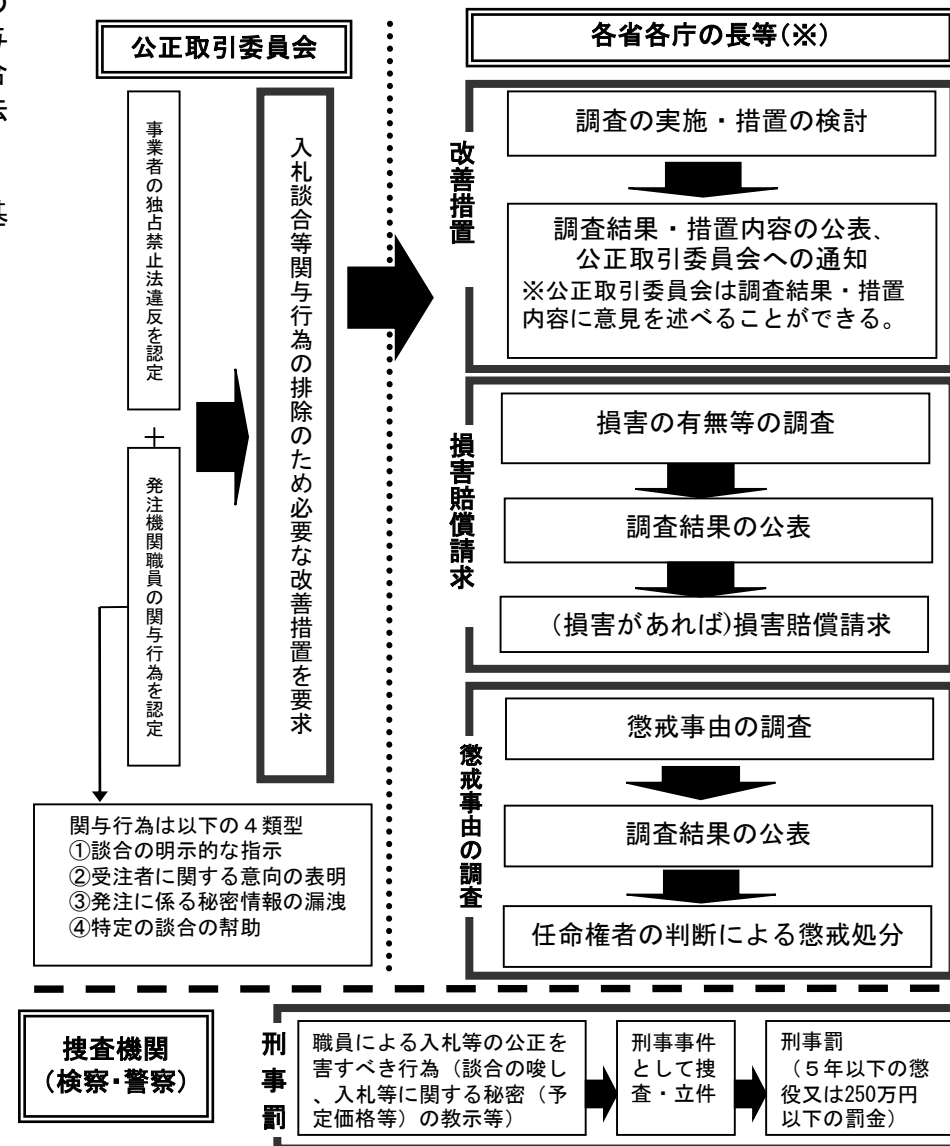 公正取引委員会
事業者の独占禁止法違反を認定
＋
発注機関職員の関与行為を認定
入札談合等関与行為の排除のため必要な改善措置を要求
関与行為は以下の４類型
①談合の明示的な指示
②受注者に関する意向の表明
③発注に係る秘密情報の漏洩
④特定の談合の幇助
各省各庁の長等(※)
改善措置
調査の実施・措置の検討
調査結果・措置内容の公表、
公正取引委員会への通知
※公正取引委員会は調査結果・措置
内容に意見を述べることができる。
損害賠償請求
損害の有無等の調査
調査結果の公表
(損害があれば)損害賠償請求
懲戒事由の調査
懲戒事由の調査
調査結果の公表
任命権者の判断による懲戒処分
捜査機関
（検察・警察）
刑事罰
職員による入札等の公正を
害すべき行為（談合の唆し
、入札等に関する秘密（予
定価格等）の教示等）
刑事事件
として捜
査・立件
刑事罰
（５年以下の懲
役又は250万円
以下の罰金）